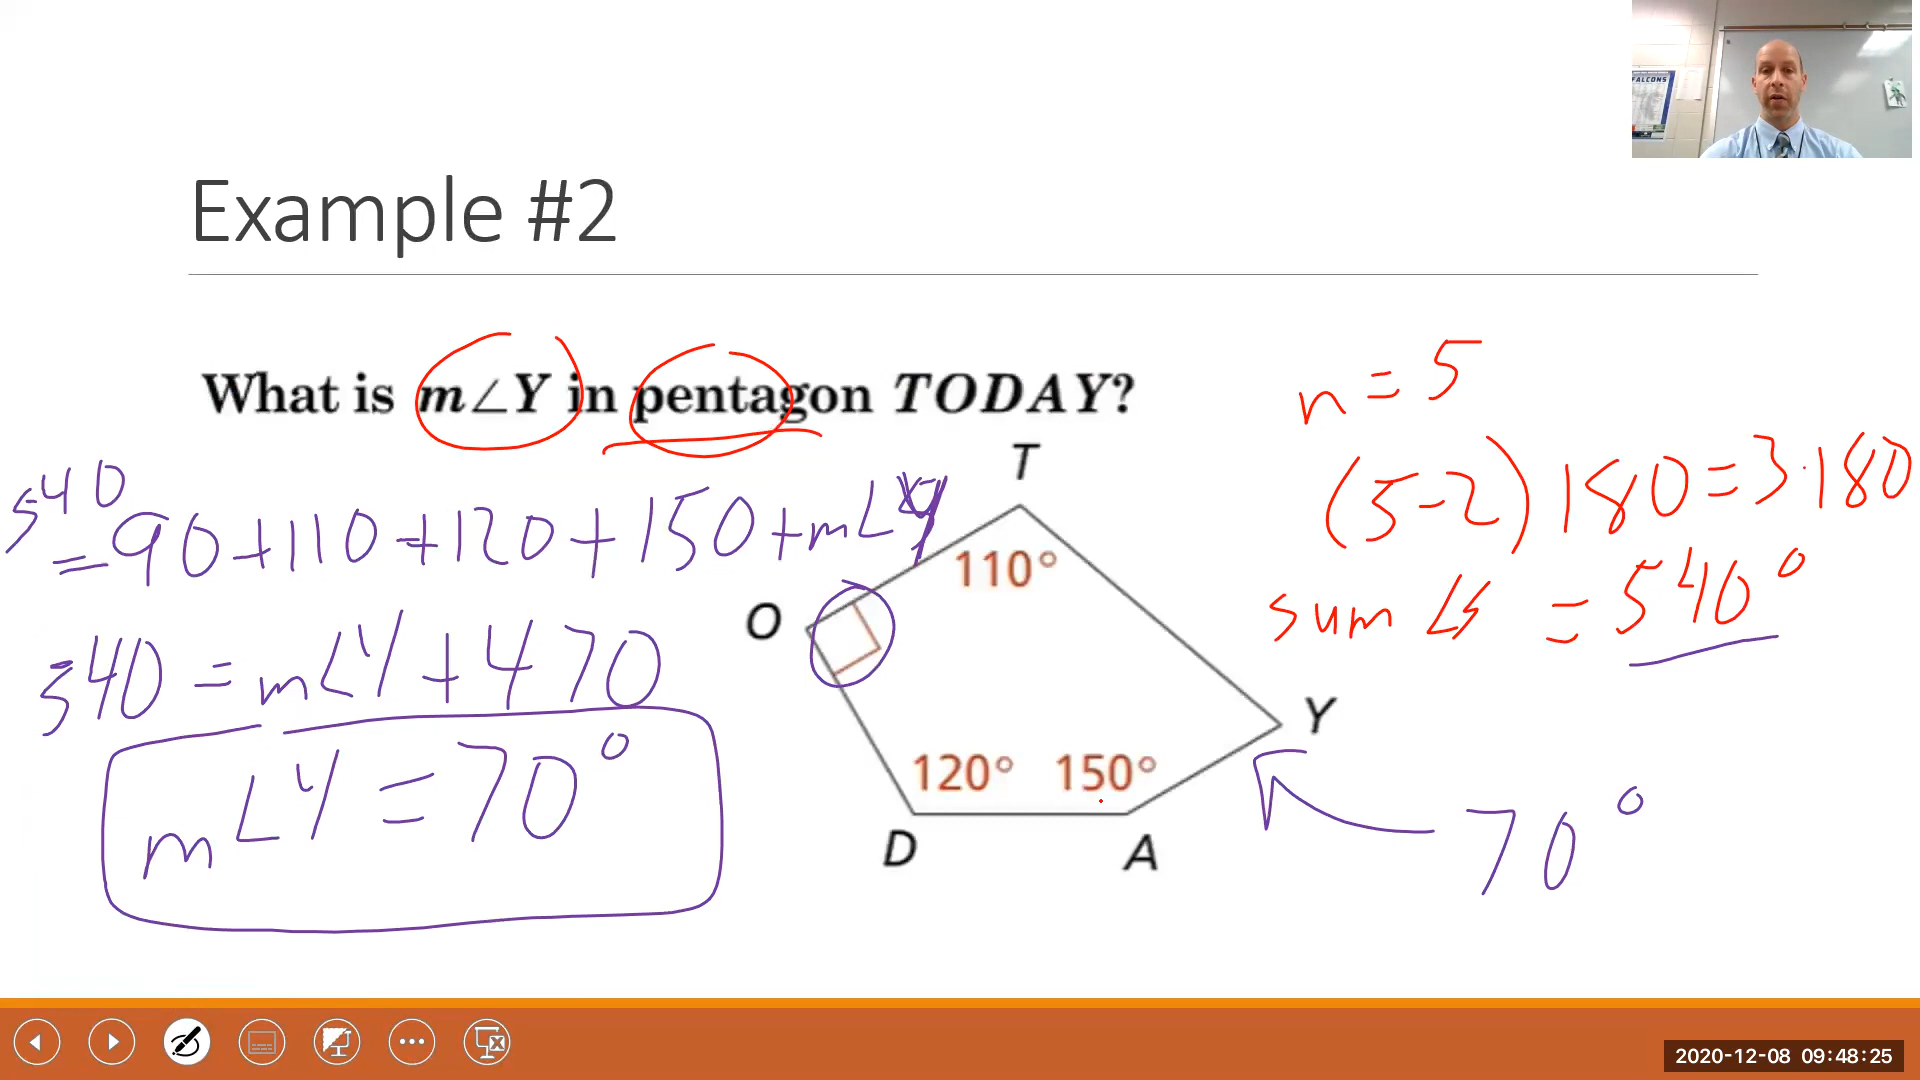 FALCONS
Example #2
What is m∠Y in pentagon TODAY?
n = 5
(5-2)180 = 3·180
sum ∠s = 540°
540
= 90 + 110 + 120 + 150 + m∠Y
540 = m∠Y + 470
m∠Y = 70°
T
110°
O
Y
120° 150°
D A
70°
2020-12-08 09:48:25